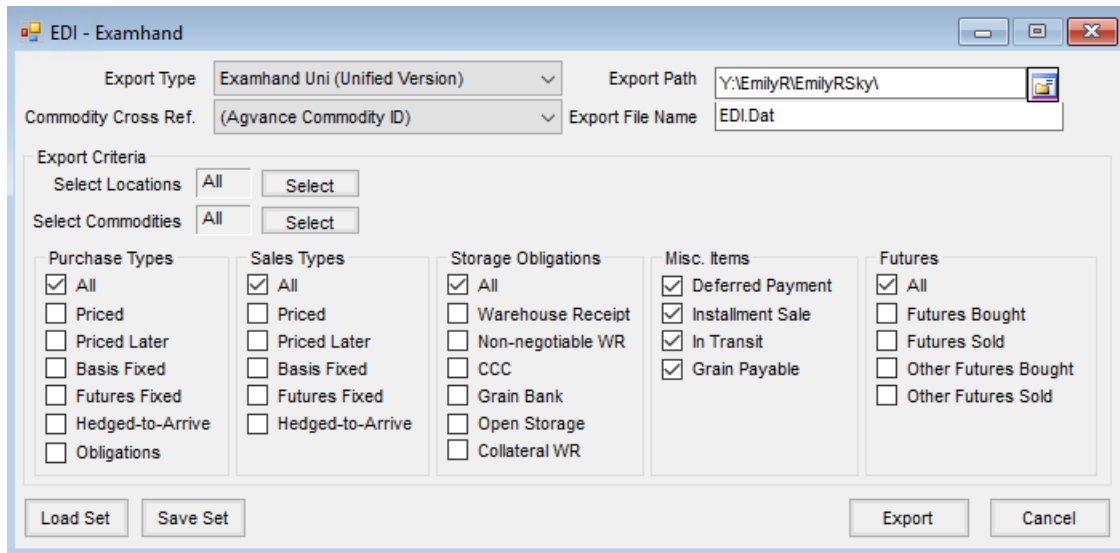 EDI - Examhand
Export Type Examhand Uni (Unified Version) Export Path Y:\EmilyR\EmilyRSky\
Commodity Cross Ref. (Agvance Commodity ID) Export File Name EDI.Dat
Export Criteria
Select Locations All Select
Select Commodities All Select
Purchase Types
All
Priced
Priced Later
Basis Fixed
Futures Fixed
Hedged-to-Arrive
Obligations
Sales Types
All
Priced
Priced Later
Basis Fixed
Futures Fixed
Hedged-to-Arrive
Storage Obligations
All
Warehouse Receipt
Non-negotiable WR
CCC
Grain Bank
Open Storage
Collateral WR
Misc. Items
Deferred Payment
Installment Sale
In Transit
Grain Payable
Futures
All
Futures Bought
Futures Sold
Other Futures Bought
Other Futures Sold
Load Set Save Set Export Cancel